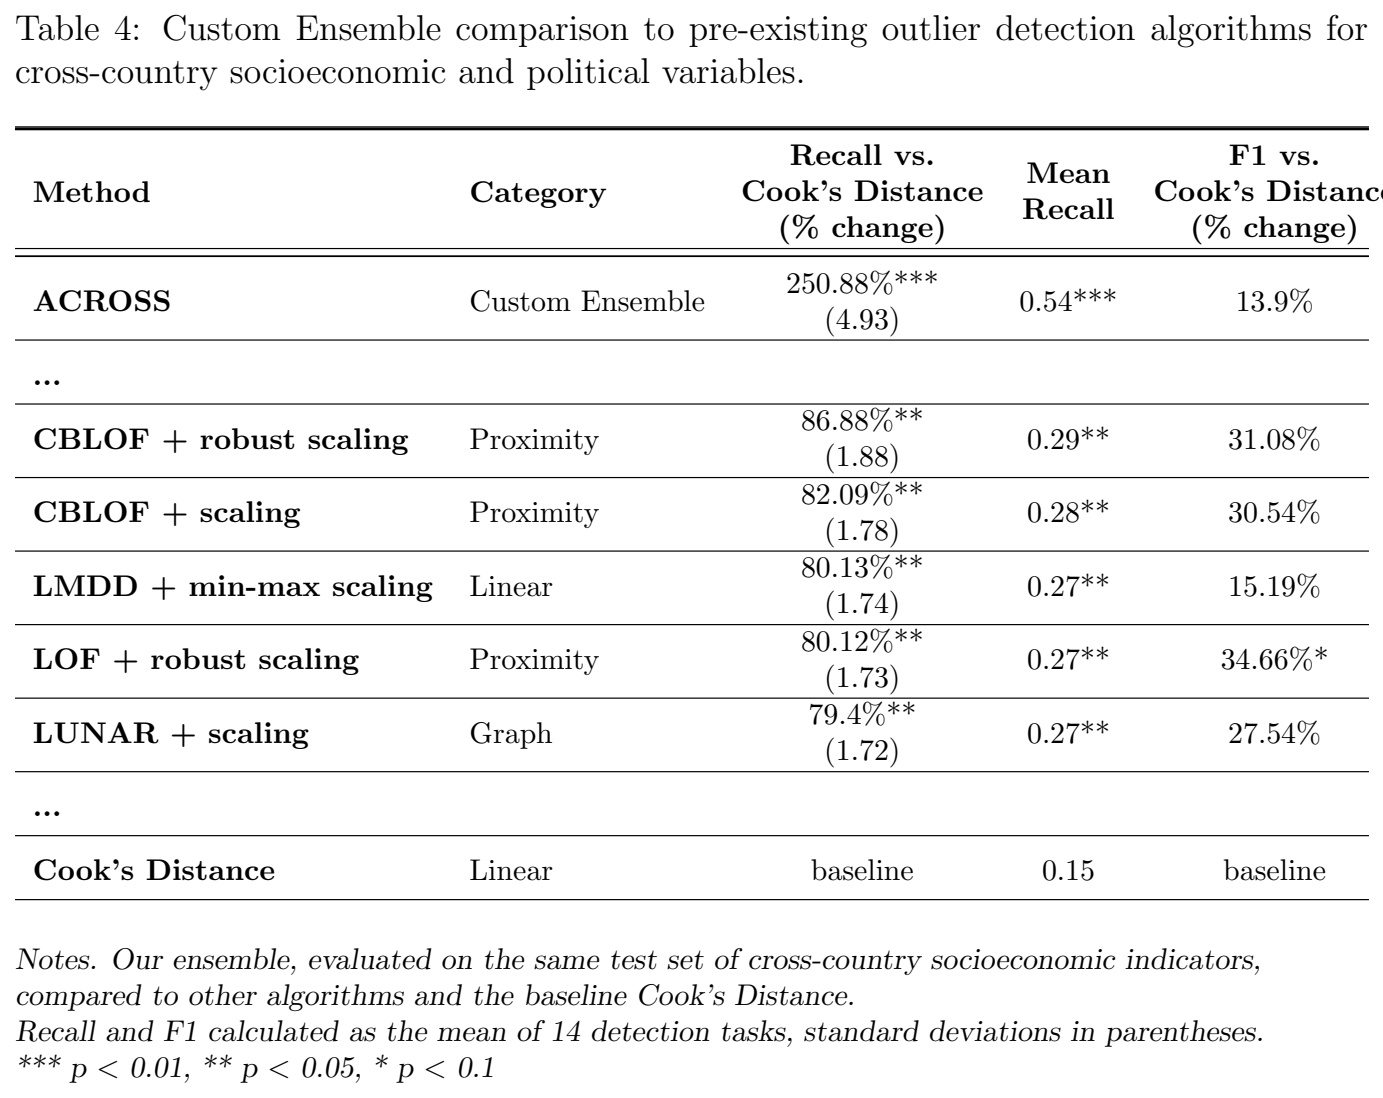 Table 4: Custom Ensemble comparison to pre-existing outlier detection algorithms for
cross-country socioeconomic and political variables.
Method Category Recall vs. Cook's Distance (% change) Mean Recall F1 vs. Cook's Distance (% change)
ACROSS Custom Ensemble 250.88%*** (4.93) 0.54*** 13.9%
...
CBLOF + robust scaling Proximity 86.88%** (1.88) 0.29** 31.08%
CBLOF + scaling Proximity 82.09%** (1.78) 0.28** 30.54%
LMDD + min-max scaling Linear 80.13%** (1.74) 0.27** 15.19%
LOF + robust scaling Proximity 80.12%** (1.73) 0.27** 34.66%*
LUNAR + scaling Graph 79.4%** (1.72) 0.27** 27.54%
...
Cook's Distance Linear baseline 0.15 baseline
Notes. Our ensemble, evaluated on the same test set of cross-country socioeconomic indicators,
compared to other algorithms and the baseline Cook's Distance.
Recall and F1 calculated as the mean of 14 detection tasks, standard deviations in parentheses.
*** p < 0.01, ** p < 0.05, * p < 0.1